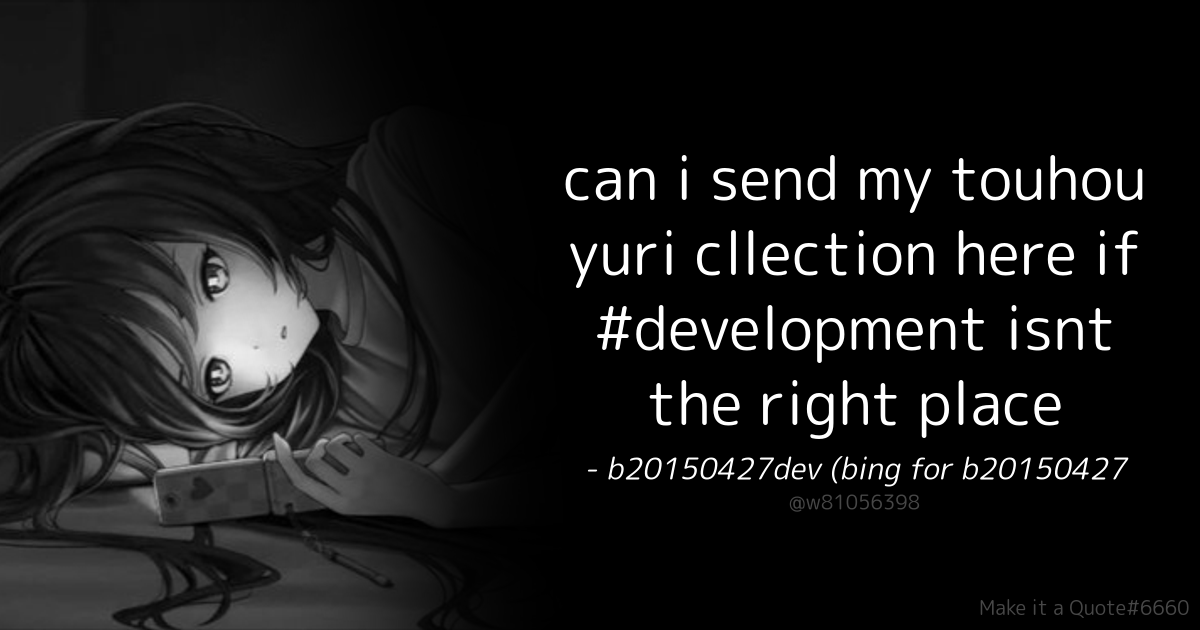 can i send my touhou
yuri cllection here if
#development isnt
the right place
- b20150427dev (bing for b20150427
@w81056398
Make it a Quote#6660